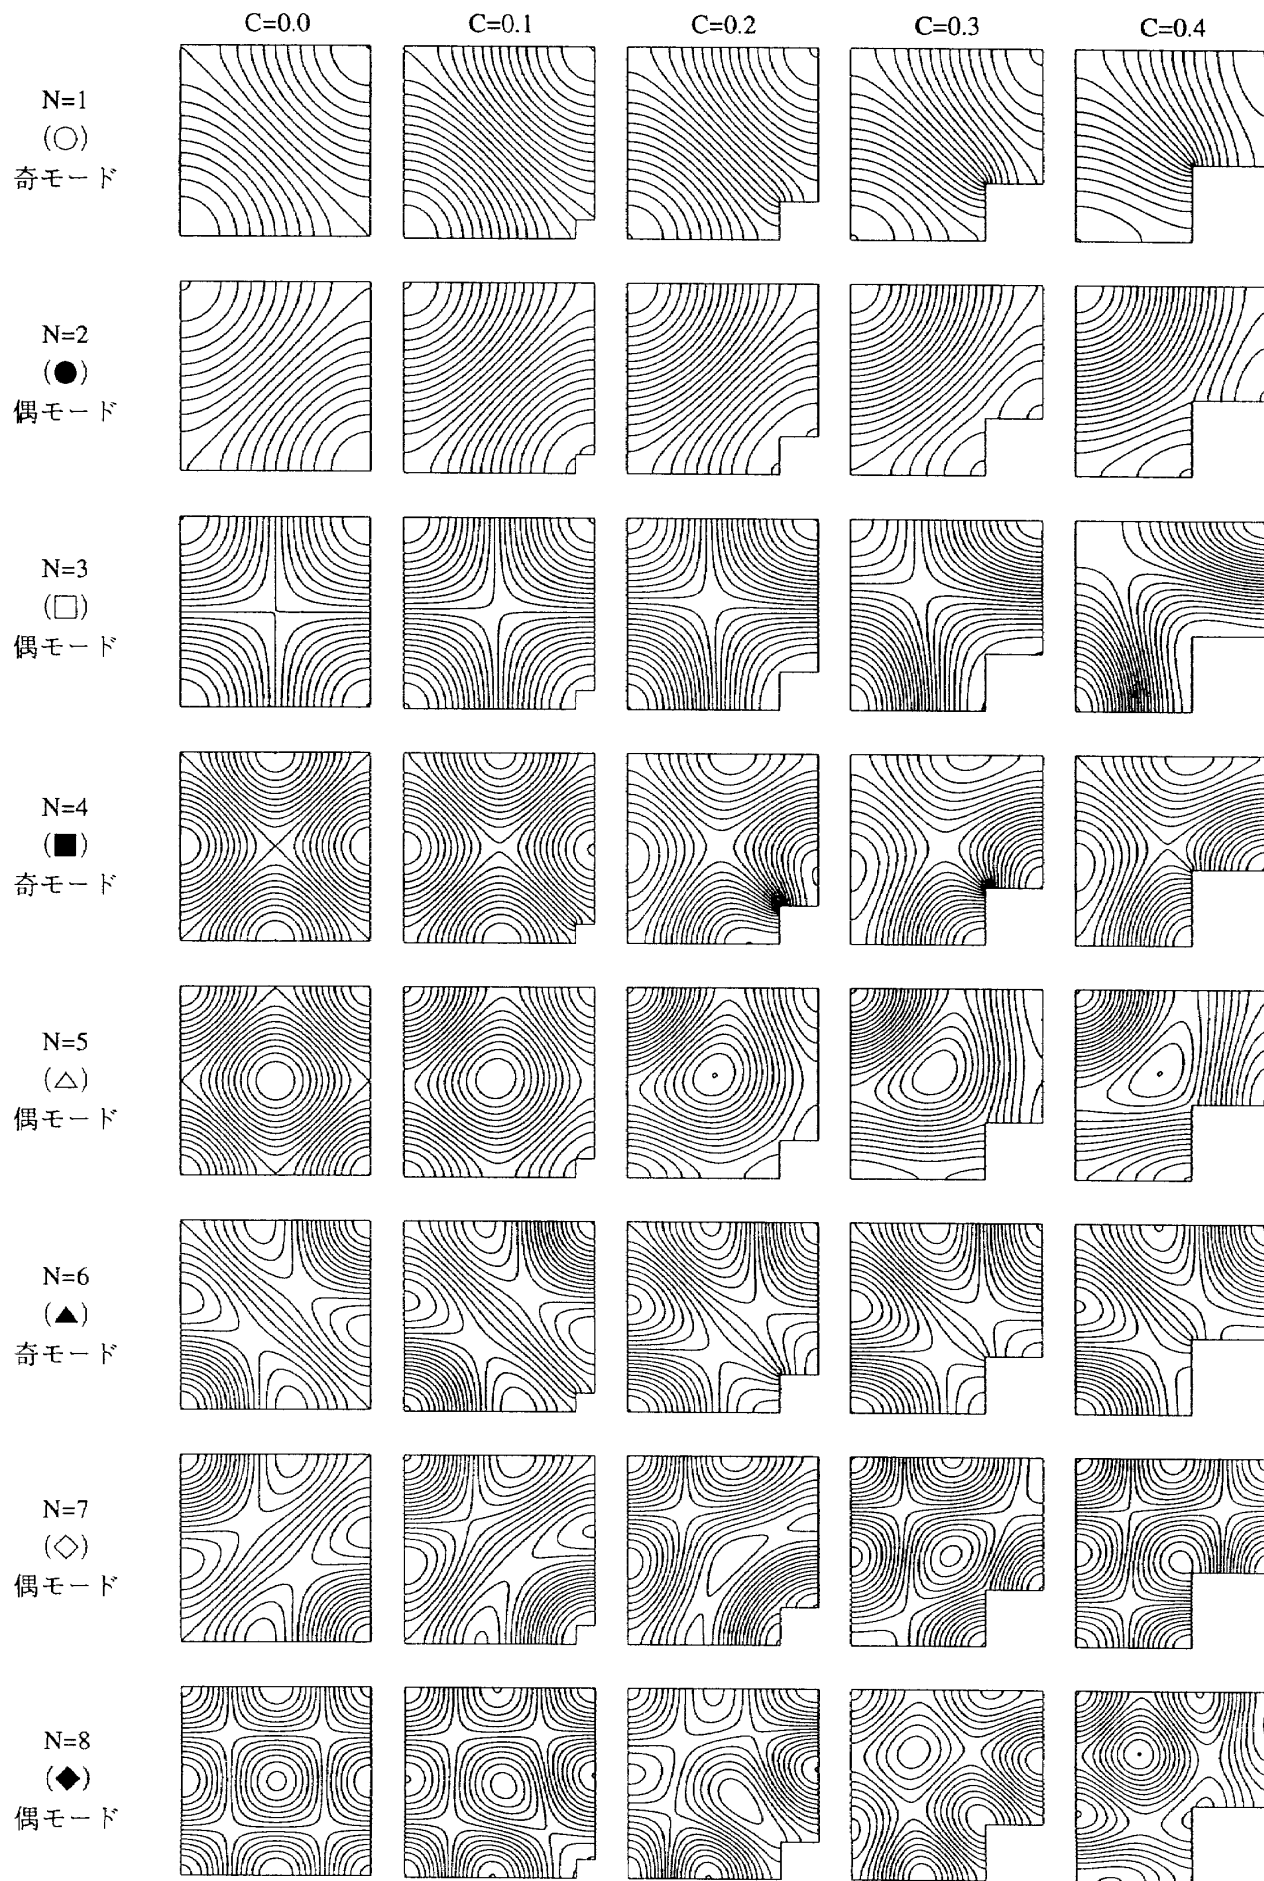 C=0.0 C=0.1 C=0.2 C=0.3 C=0.4
N=1
(○)
奇モード
N=2
(●)
偶モード
N=3
(□)
偶モード
N=4
(■)
奇モード
N=5
(△)
偶モード
N=6
(▲)
奇モード
N=7
(◇)
偶モード
N=8
(◆)
偶モード